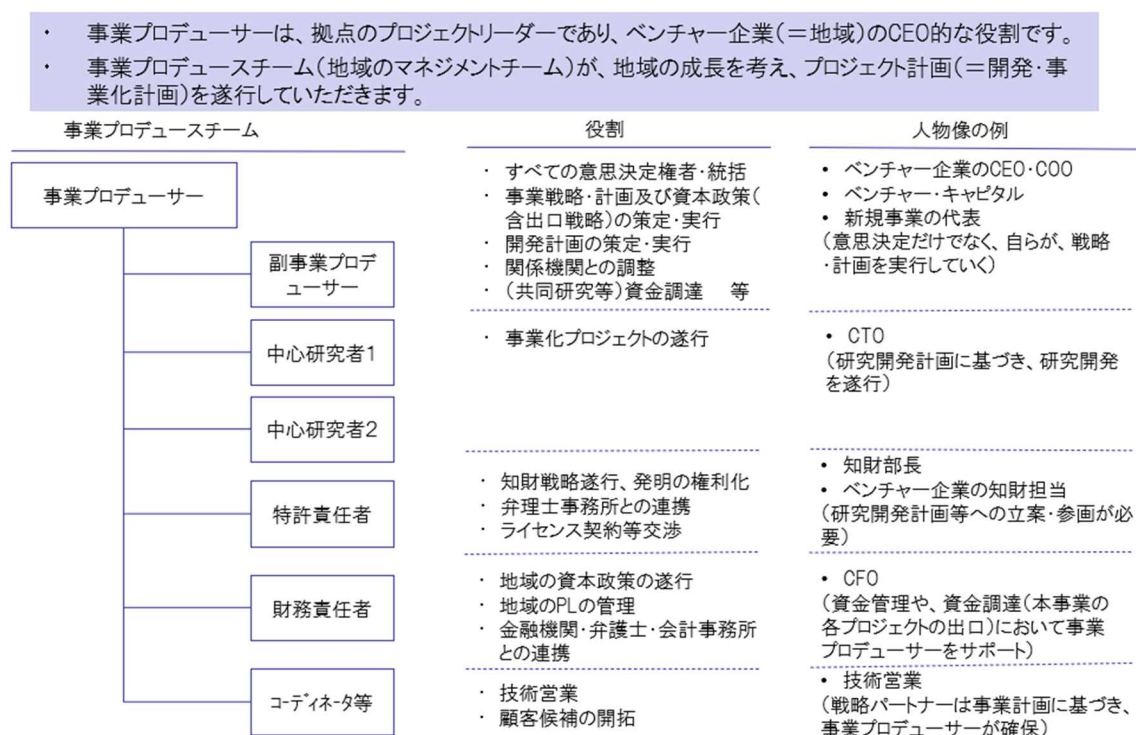 ・ 事業プロデューサーは、拠点のプロジェクトリーダーであり、ベンチャー企業(＝地域)のCEO的な役割です。
・ 事業プロデュースチーム(地域のマネジメントチーム)が、地域の成長を考え、プロジェクト計画(＝開発・事
業化計画)を遂行していただきます。
事業プロデュースチーム
役割
人物像の例
事業プロデューサー
副事業プロデ
ューサー
・ すべての意思決定権者・統括
・ 事業戦略・計画及び資本政策(
含出口戦略)の策定・実行
・ 開発計画の策定・実行
・ 関係機関との調整
・ (共同研究等)資金調達 等
• ベンチャー企業のCEO・COO
• ベンチャー・キャピタル
• 新規事業の代表
(意思決定だけでなく、自らが、戦略
・計画を実行していく)
中心研究者1
中心研究者2
・ 事業化プロジェクトの遂行
• CTO
(研究開発計画に基づき、研究開発
を遂行)
特許責任者
・ 知財戦略遂行、発明の権利化
・ 弁理士事務所との連携
・ ライセンス契約等交渉
• 知財部長
• ベンチャー企業の知財担当
(研究開発計画等への立案・参画が必
要)
財務責任者
・ 地域の資本政策の遂行
・ 地域のPLの管理
・ 金融機関・弁護士・会計事務所
との連携
• CFO
(資金管理や、資金調達(本事業の
各プロジェクトの出口)において事業
プロデューサーをサポート)
コーディネータ等
・ 技術営業
・ 顧客候補の開拓
• 技術営業
(戦略パートナーは事業計画に基づき、
事業プロデューサーが確保)